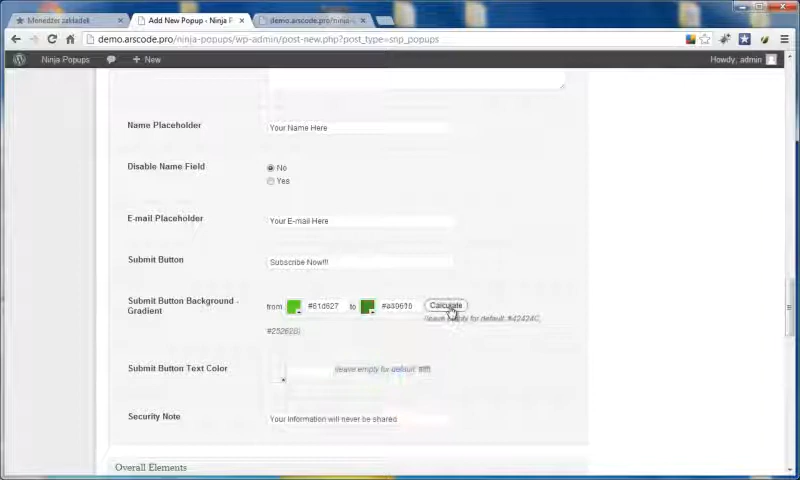 Menedżer zakładek
Add New Popup ‹ Ninja P
demo.arscode.pro/ninja-
demo.arscode.pro/ninja-popups/wp-admin/post-new.php?post_type=snp_popups
Ninja Popups
+ New
Howdy, admin
Name Placeholder
Your Name Here
Disable Name Field
No
Yes
E-mail Placeholder
Your E-mail Here
Submit Button
Subscribe Now!!!
Submit Button Background - Gradient
from #61d627 to Calculate
(leave empty for default: #42424C,
#25262B)
Submit Button Text Color
(leave empty for default: #fff)
Security Note
Your information will never be shared
Overall Elements